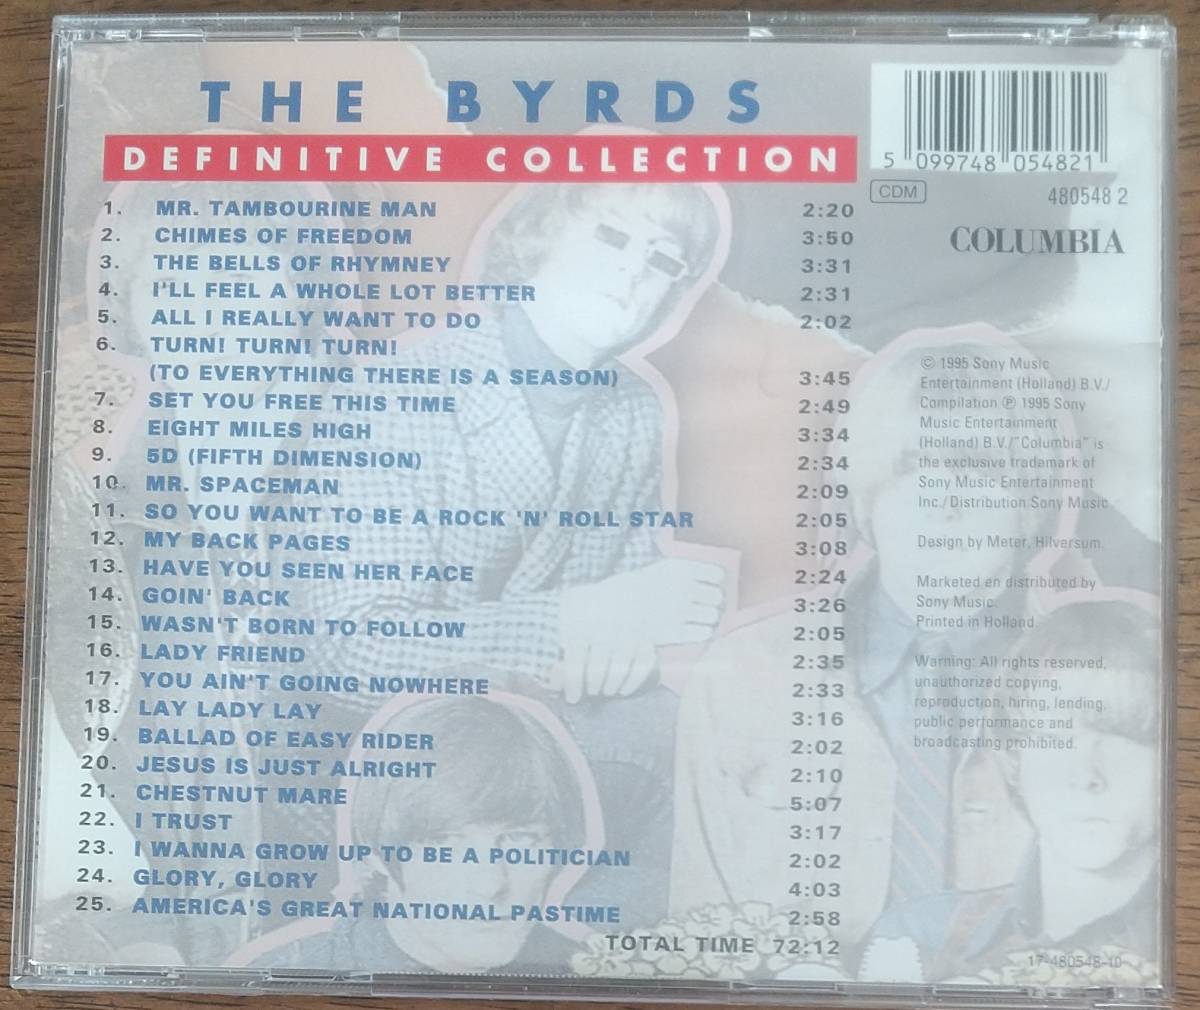 THE BYRDS
DEFINITIVE COLLECTION
1. MR. TAMBOURINE MAN 2:20
2. CHIMES OF FREEDOM 3:50
3. THE BELLS OF RHYMNEY 3:31
4. I'LL FEEL A WHOLE LOT BETTER 2:31
5. ALL I REALLY WANT TO DO 2:02
6. TURN! TURN! TURN!
(TO EVERYTHING THERE IS A SEASON) 3:45
7. SET YOU FREE THIS TIME 2:49
8. EIGHT MILES HIGH 3:34
9. 5D (FIFTH DIMENSION) 2:34
10. MR. SPACEMAN 2:09
11. SO YOU WANT TO BE A ROCK 'N' ROLL STAR 2:05
12. MY BACK PAGES 3:08
13. HAVE YOU SEEN HER FACE 2:24
14. GOIN' BACK 3:26
15. WASN'T BORN TO FOLLOW 2:05
16. LADY FRIEND 2:35
17. YOU AIN'T GOING NOWHERE 2:33
18. LAY LADY LAY 3:16
19. BALLAD OF EASY RIDER 2:02
20. JESUS IS JUST ALRIGHT 2:10
21. CHESTNUT MARE 5:07
22. I TRUST 3:17
23. I WANNA GROW UP TO BE A POLITICIAN 2:02
24. GLORY, GLORY 4:03
25. AMERICA'S GREAT NATIONAL PASTIME 2:58
TOTAL TIME 72:12
5 099748 054821
CDM 480548 2
COLUMBIA
© 1995 Sony Music
Entertainment (Holland) B.V./
Compilation ℗ 1995 Sony
Music Entertainment
(Holland) B.V./"Columbia" is
the exclusive trademark of
Sony Music Entertainment
Inc./Distribution Sony Music
Design by Meter, Hilversum.
Marketed en distributed by
Sony Music.
Printed in Holland.
Warning: All rights reserved,
unauthorized copying,
reproduction, hiring, lending,
public performance and
broadcasting prohibited.
17-480548-10